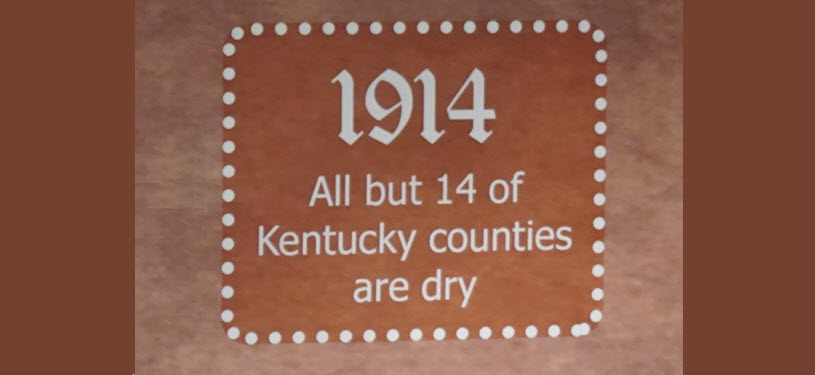 1914
All but 14 of
Kentucky counties
are dry